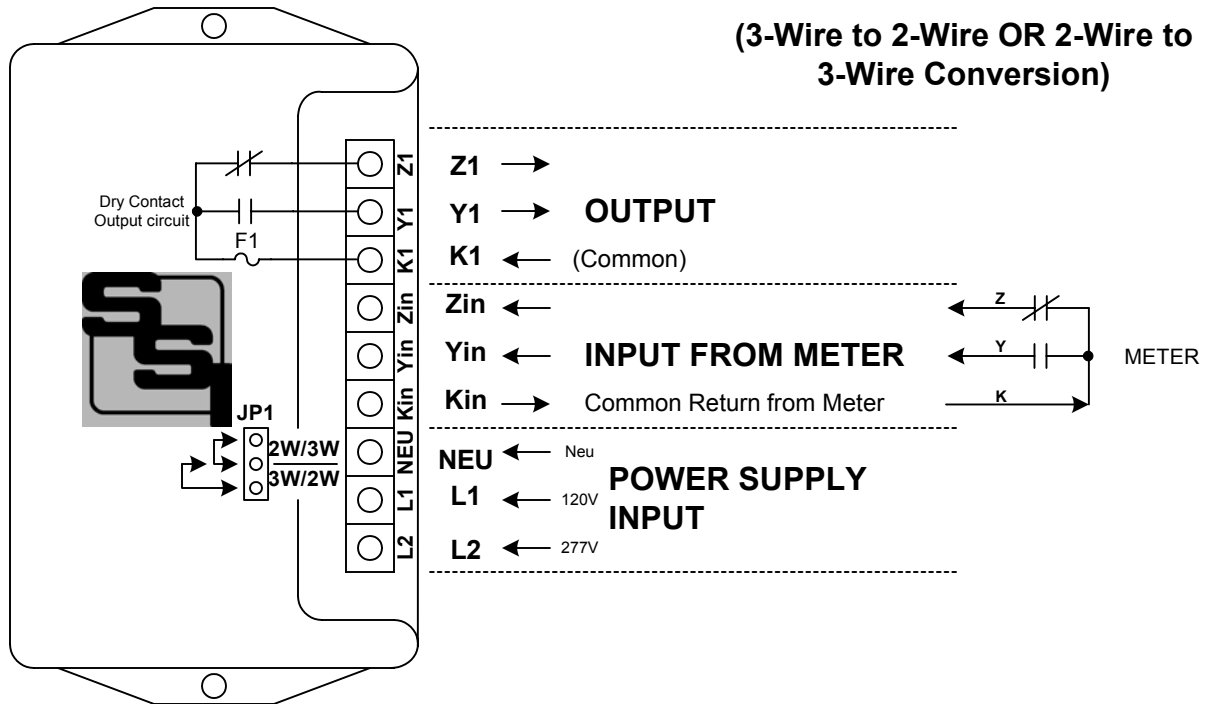 (3-Wire to 2-Wire OR 2-Wire to
3-Wire Conversion)
Dry Contact
Output circuit
F1
Z1
Y1
K1
Zin
Yin
Kin
NEU
L1
L2
SSI
JP1
2W/3W
3W/2W
Z1
Y1
OUTPUT
K1
(Common)
Zin
Yin
INPUT FROM METER
Kin
Common Return from Meter
Z
Y
K
METER
NEU
Neu
L1
120V
POWER SUPPLY
INPUT
L2
277V